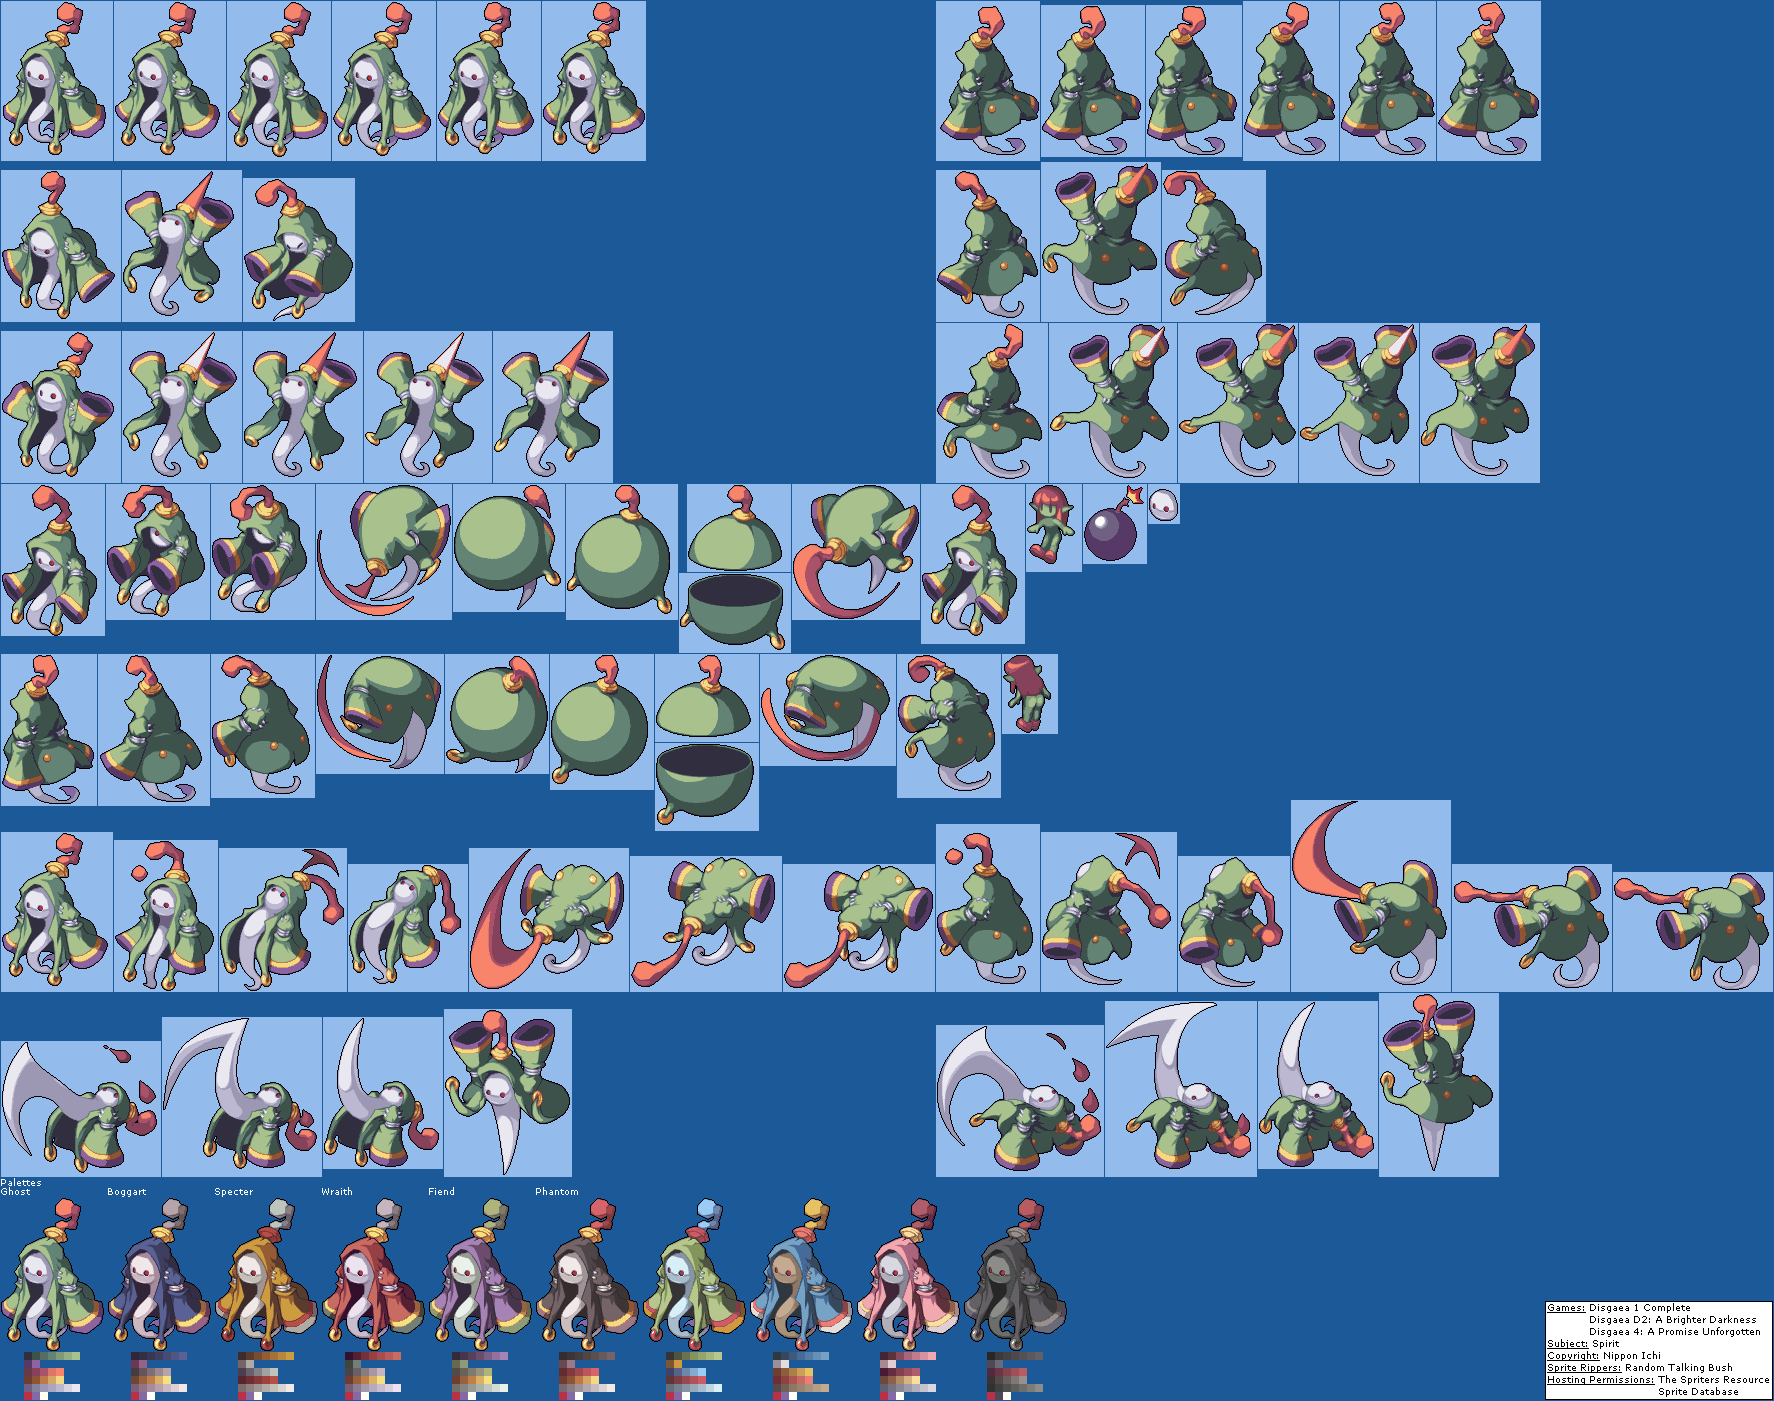 Palettes
Ghost Boggart Specter Wraith Fiend Phantom
Games: Disgaea 1 Complete
Disgaea D2: A Brighter Darkness
Disgaea 4: A Promise Unforgotten
Subject: Spirit
Copyright: Nippon Ichi
Sprite Rippers: Random Talking Bush
Hosting Permissions: The Spriters Resource
Sprite Database